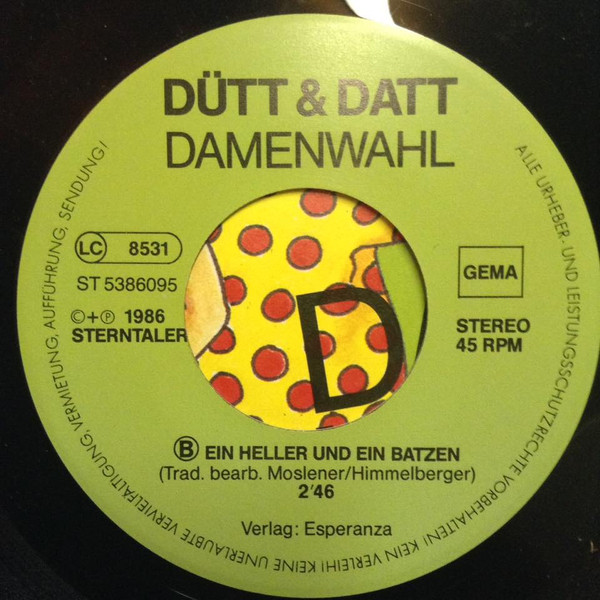 DÜTT & DATT
DAMENWAHL
LC 8531
ST 5386095
©+℗ 1986
STERNTALER
GEMA
STEREO
45 RPM
D
Ⓑ EIN HELLER UND EIN BATZEN
(Trad. bearb. Moslener/Himmelberger)
2'46
Verlag: Esperanza
ALLE URHEBER- UND LEISTUNGSSCHUTZRECHTE VORBEHALTEN! KEIN VERLEIH! KEINE UNERLAUBTE VERVIELFÄLTIGUNG, VERMIETUNG, AUFFÜHRUNG, SENDUNG!